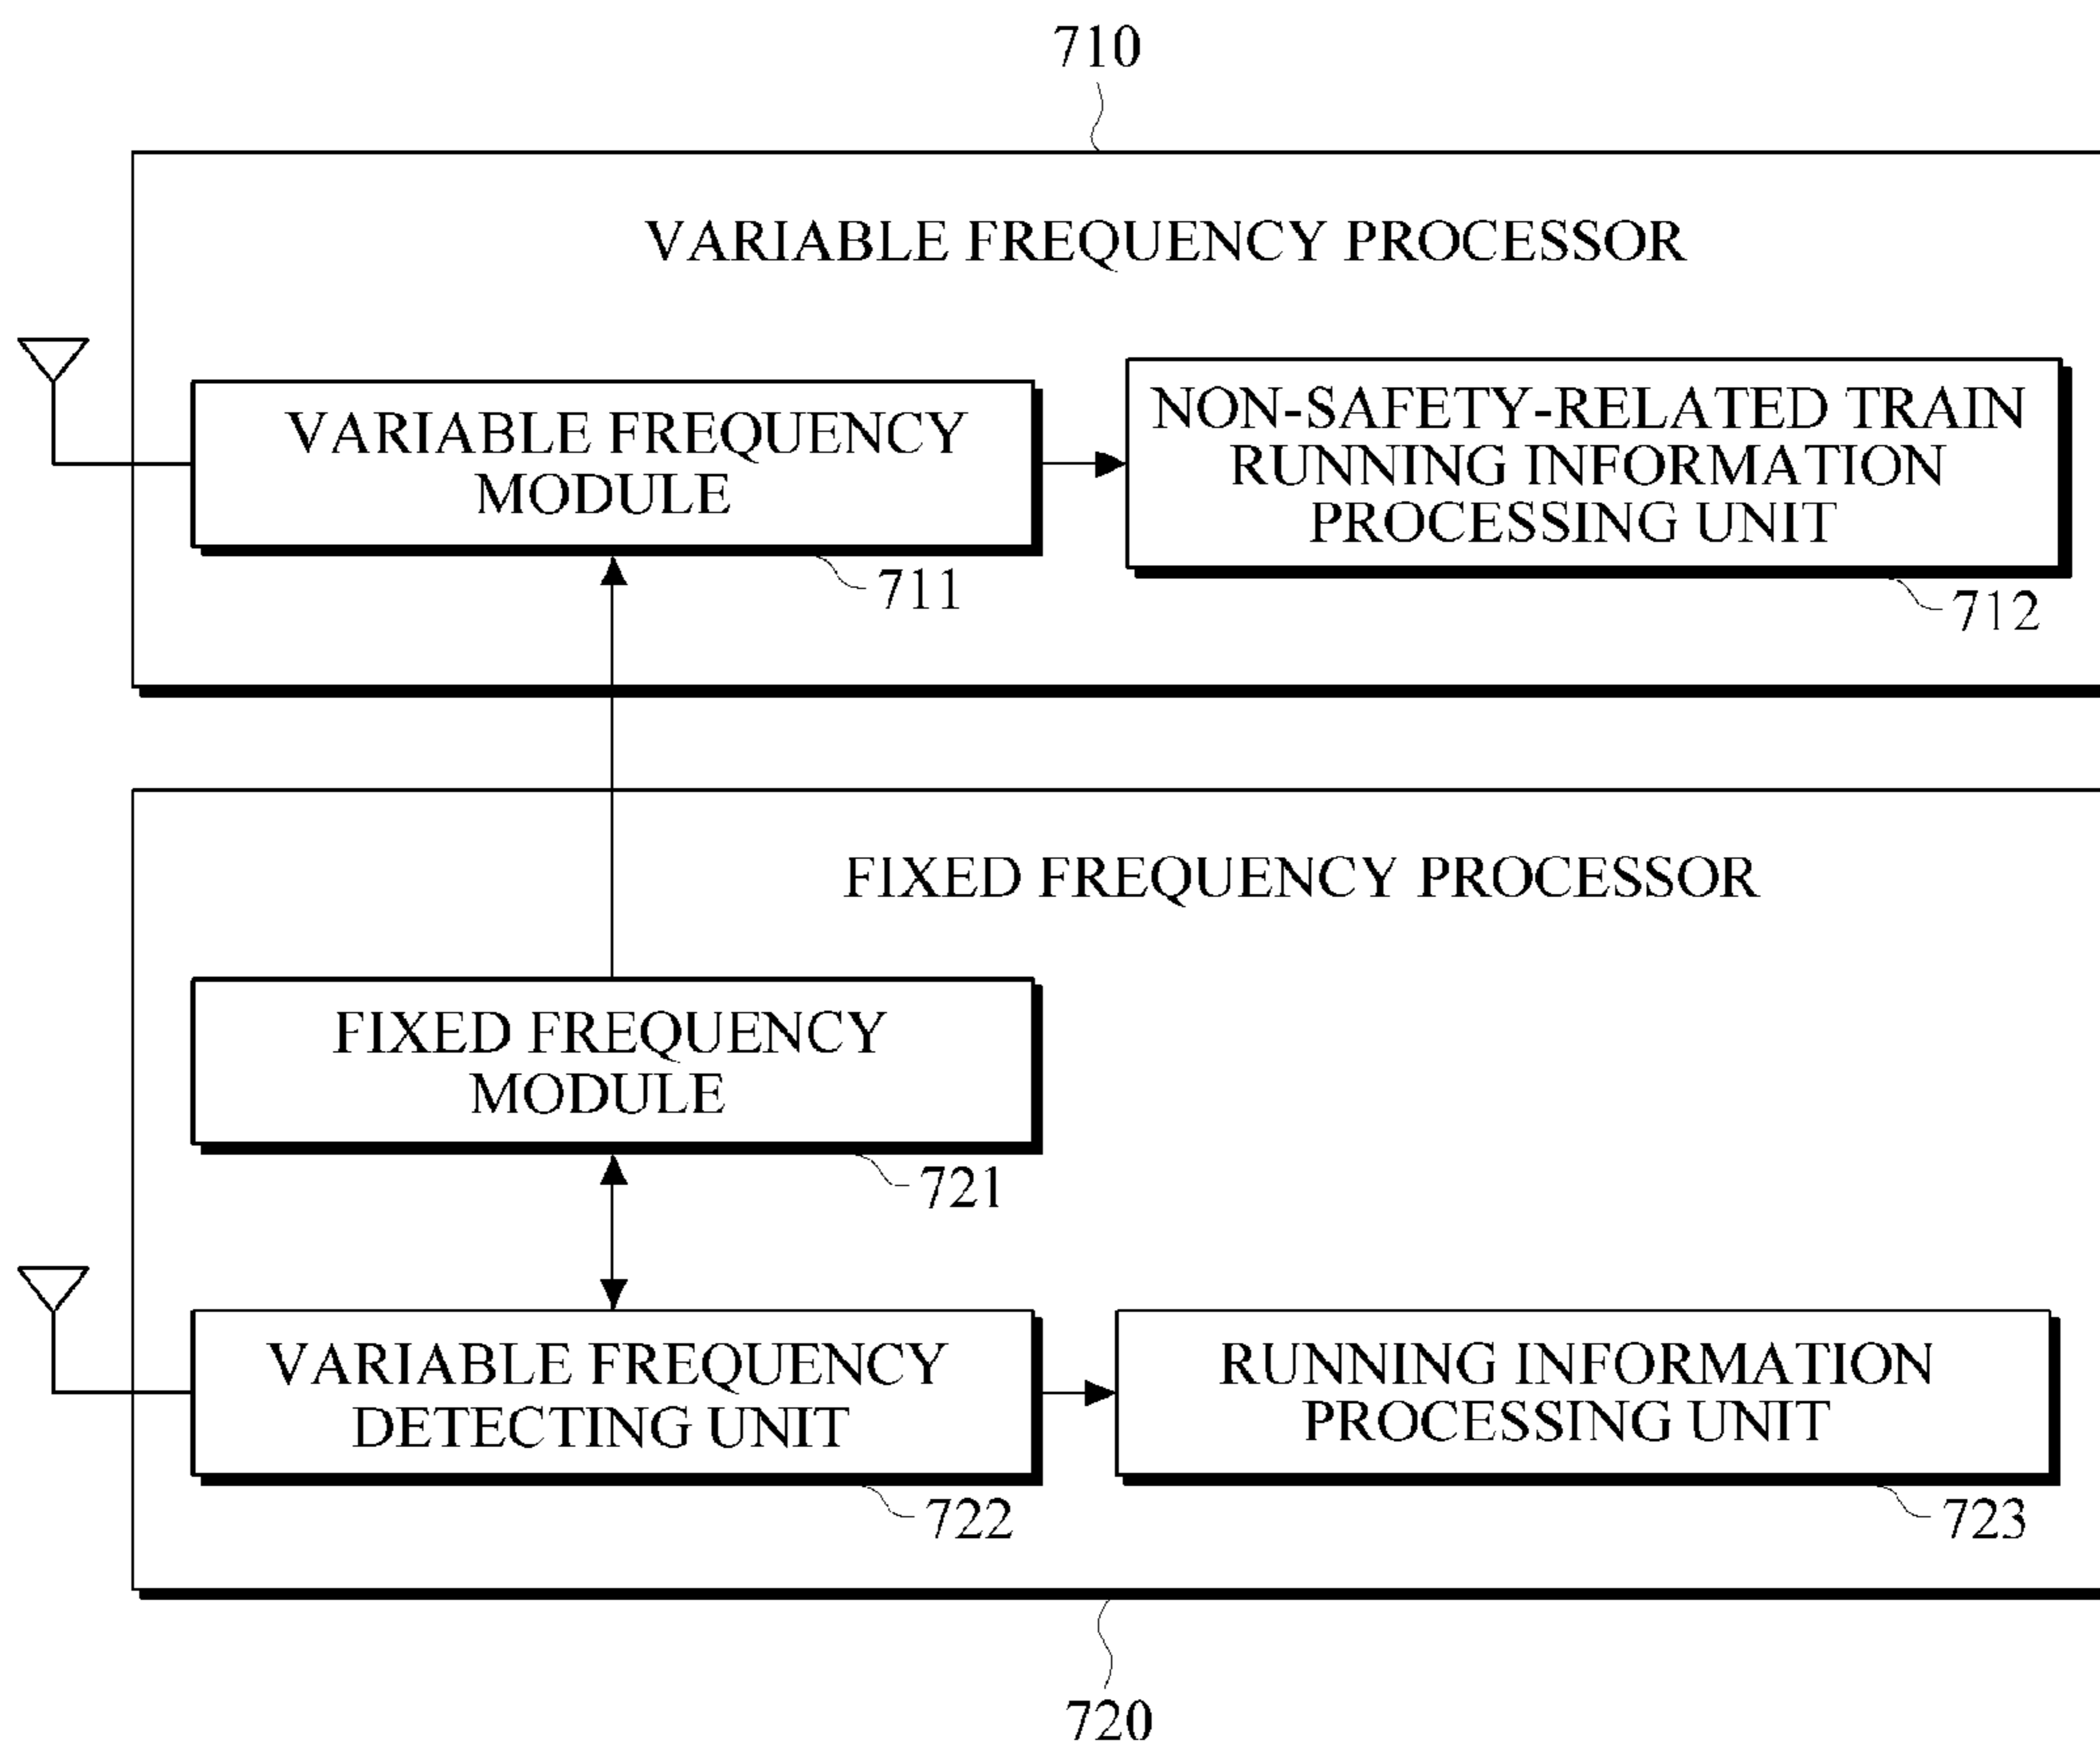 710
VARIABLE FREQUENCY PROCESSOR
VARIABLE FREQUENCY
MODULE
711
NON-SAFETY-RELATED TRAIN
RUNNING INFORMATION
PROCESSING UNIT
712
FIXED FREQUENCY PROCESSOR
FIXED FREQUENCY
MODULE
721
VARIABLE FREQUENCY
DETECTING UNIT
722
RUNNING INFORMATION
PROCESSING UNIT
723
720